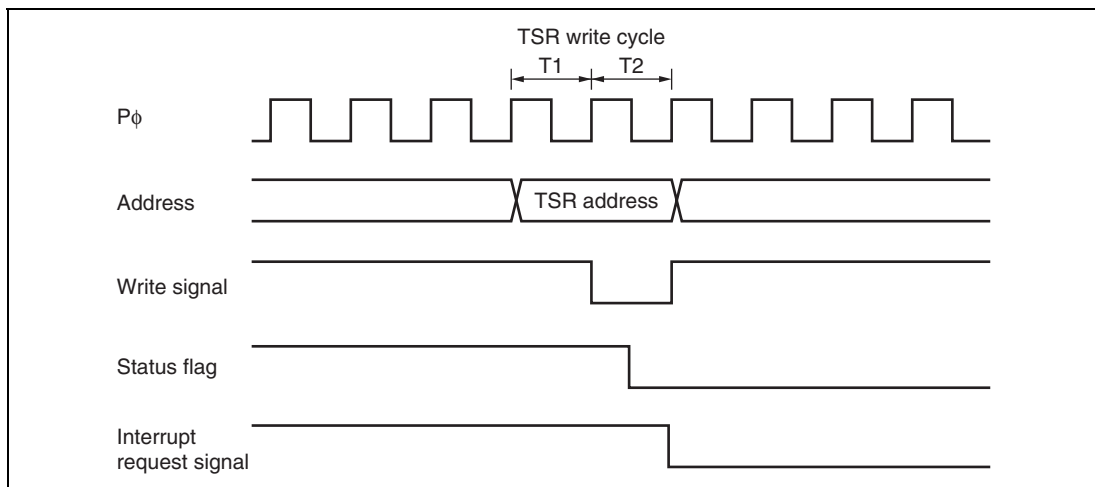 TSR write cycle
T1 T2
Pϕ
Address
TSR address
Write signal
Status flag
Interrupt
request signal